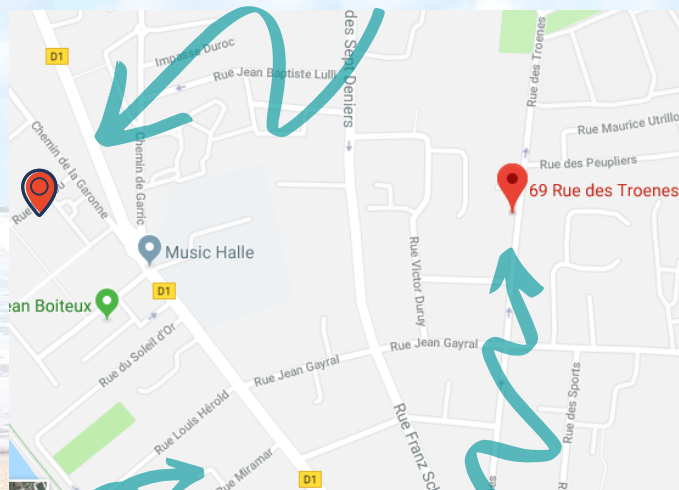 D1
Impasse Duroc
Rue Jean Baptiste Lulli
des Sept Deniers
Rue des Troenes
Rue Maurice Utrillo
Rue des Peupliers
Chemin de la Garonne
Chemin de Garric
69 Rue des Troenes
Rue
Music Halle
D1
ean Boiteux
Rue Victor Duruy
Rue du Soleil d'Or
Rue Jean Gayral
Rue Jean Gayral
Rue des Sports
Rue Louis Hérold
Rue Franz Sch
Rue Miramar
D1